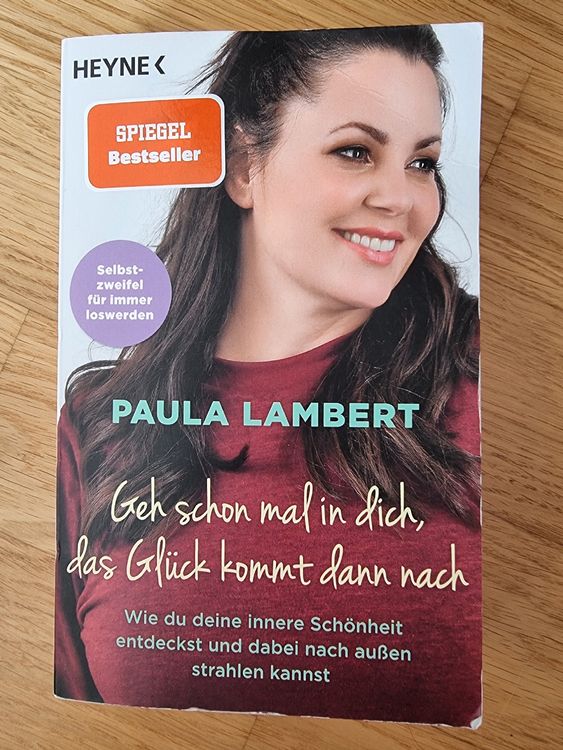 HEYNE
SPIEGEL
Bestseller
Selbst-
zweifel
für immer
loswerden
PAULA LAMBERT
Geh schon mal in dich,
das Glück kommt dann nach
Wie du deine innere Schönheit
entdeckst und dabei nach außen
strahlen kannst